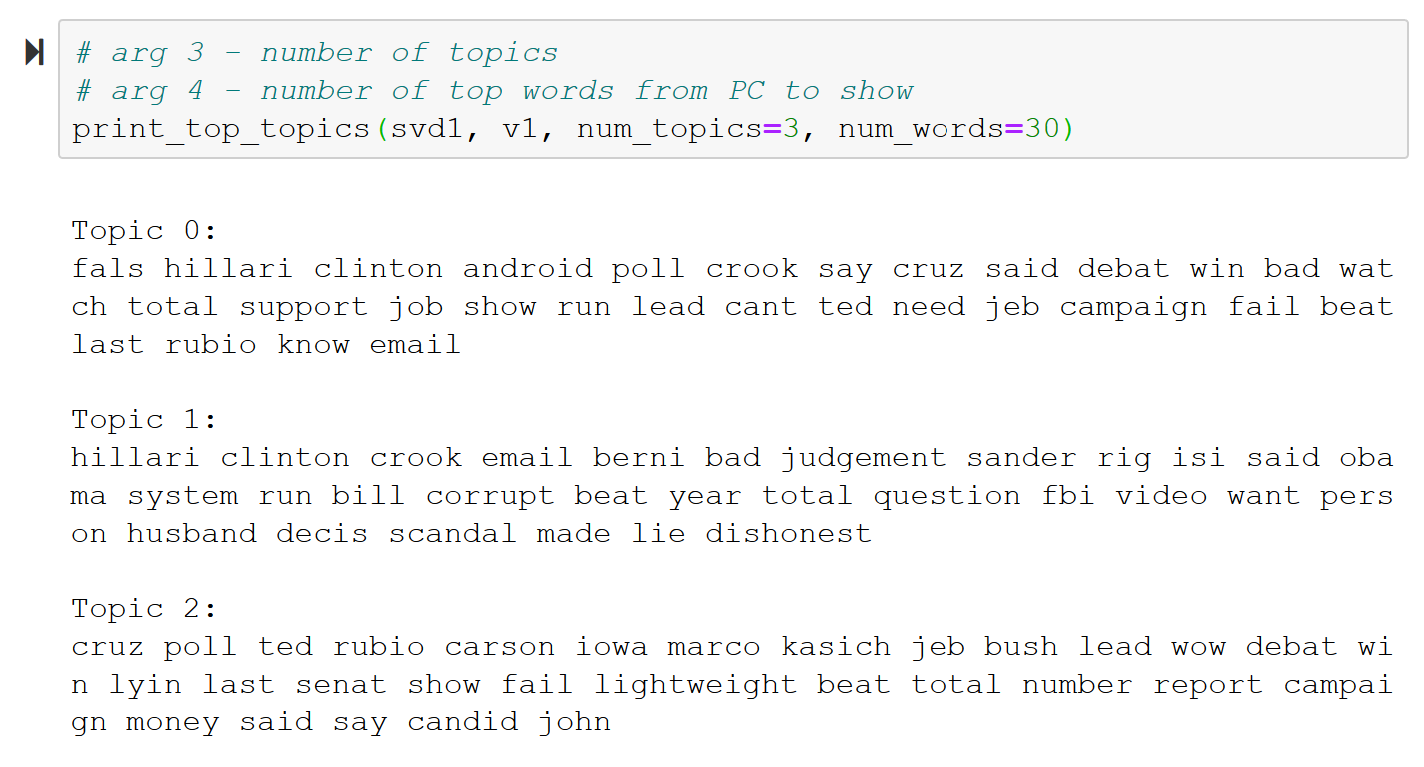 # arg 3 - number of topics
# arg 4 - number of top words from PC to show
print_top_topics(svd1, v1, num_topics=3, num_words=30)
Topic 0:
fals hillari clinton android poll crook say cruz said debat win bad wat
ch total support job show run lead cant ted need jeb campaign fail beat
last rubio know email
Topic 1:
hillari clinton crook email berni bad judgement sander rig isi said oba
ma system run bill corrupt beat year total question fbi video want pers
on husband decis scandal made lie dishonest
Topic 2:
cruz poll ted rubio carson iowa marco kasich jeb bush lead wow debat wi
n lyin last senat show fail lightweight beat total number report campai
gn money said say candid john